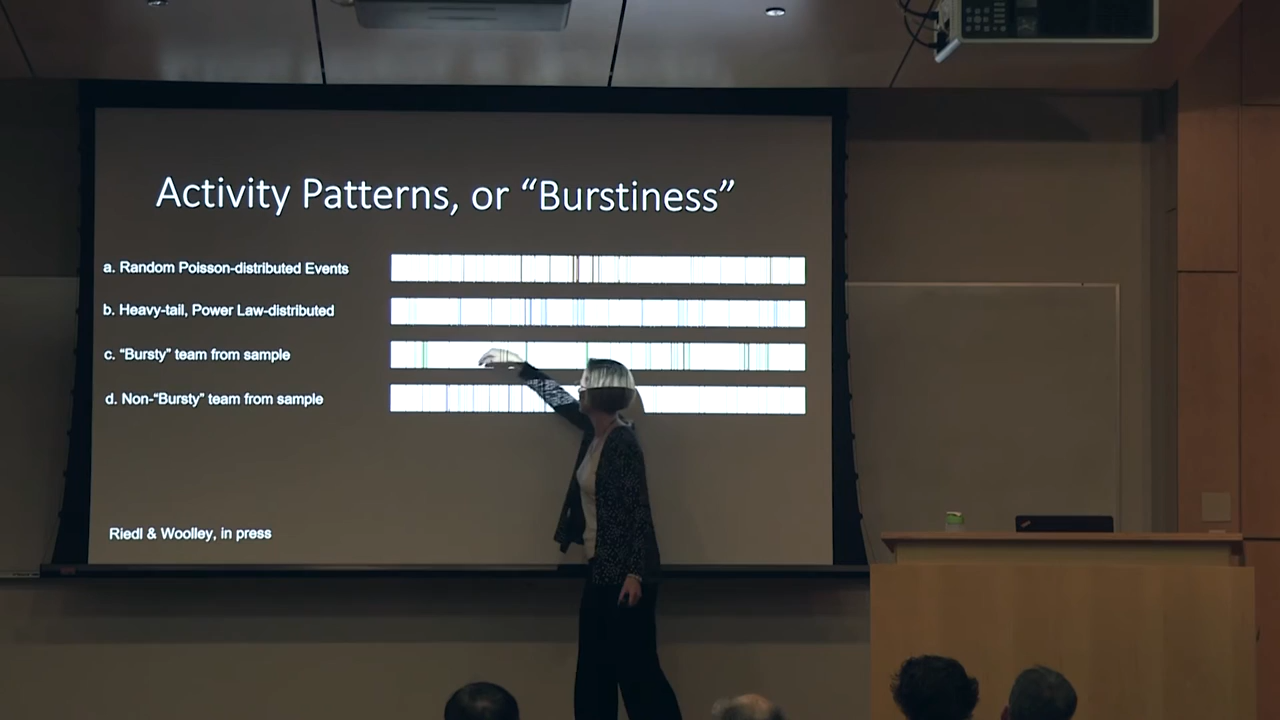 Activity Patterns, or “Burstiness”
a. Random Poisson-distributed Events
b. Heavy-tail, Power Law-distributed
c. “Bursty” team from sample
d. Non-“Bursty” team from sample
Riedl & Woolley, in press